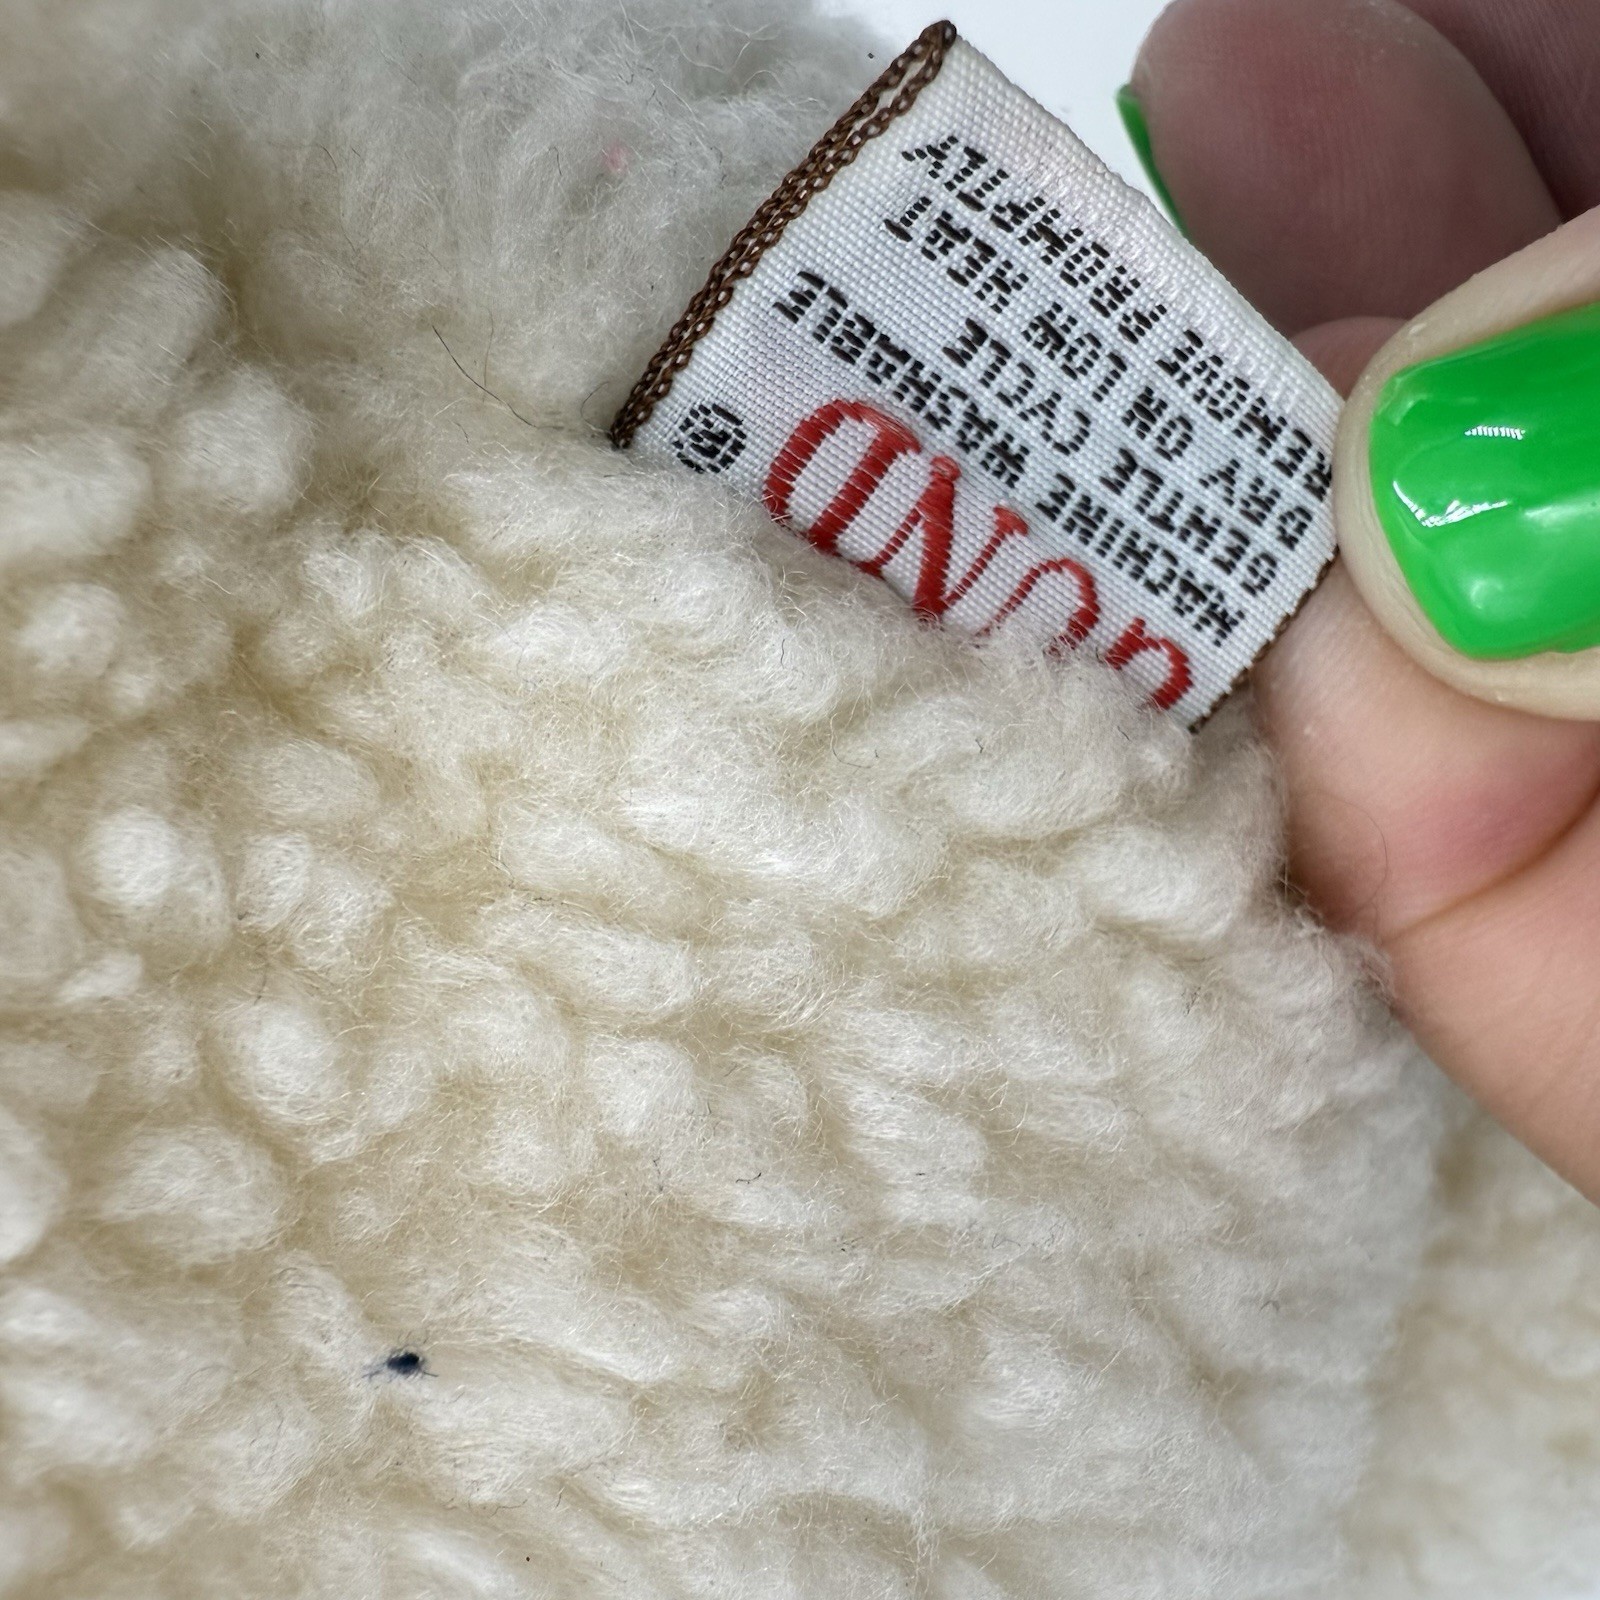 GUND ®
MACHINE WASHABLE
GENTLE CYCLE
DRY ON LOW HEAT
REMOVE PROMPTLY